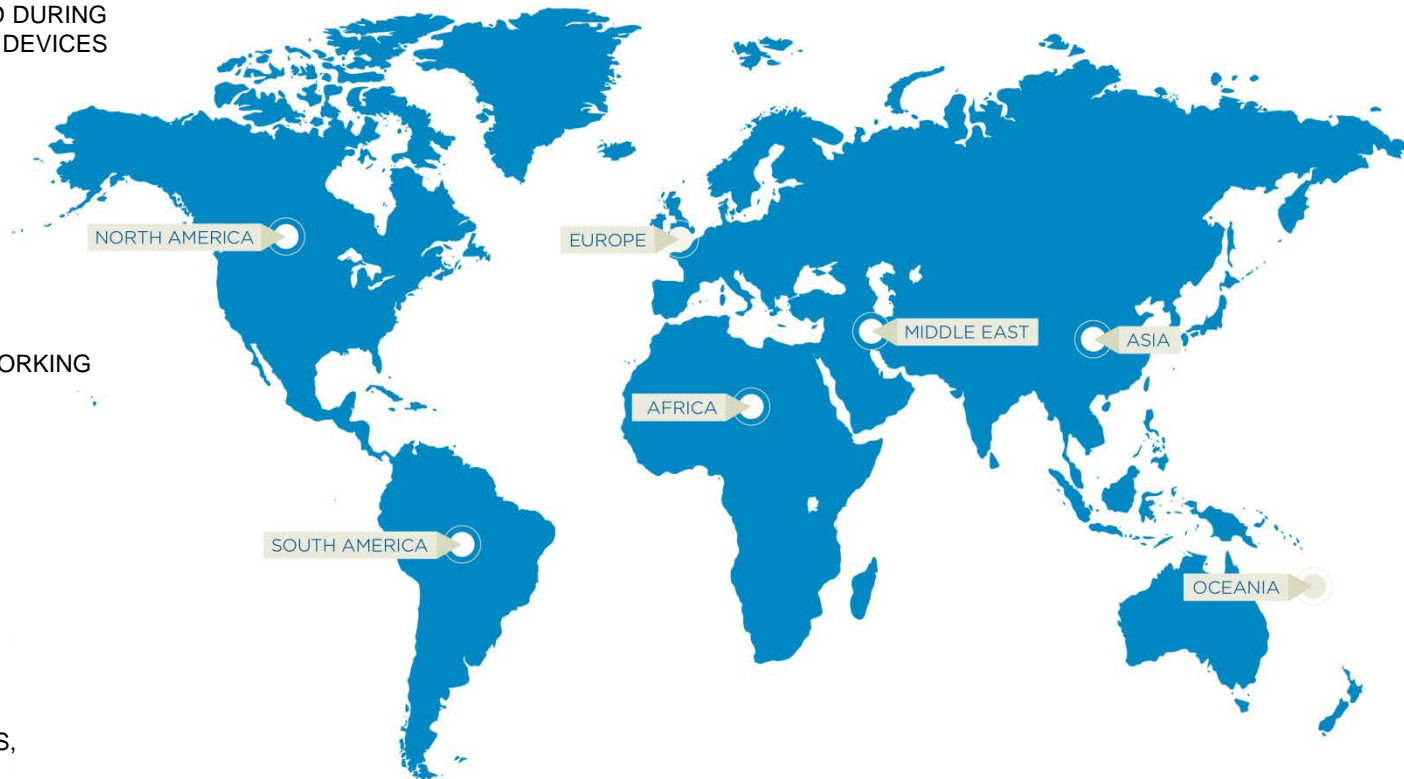 D DURING
DEVICES
NORTH AMERICA
EUROPE
MIDDLE EAST
ASIA
ORKING
AFRICA
SOUTH AMERICA
OCEANIA
S,